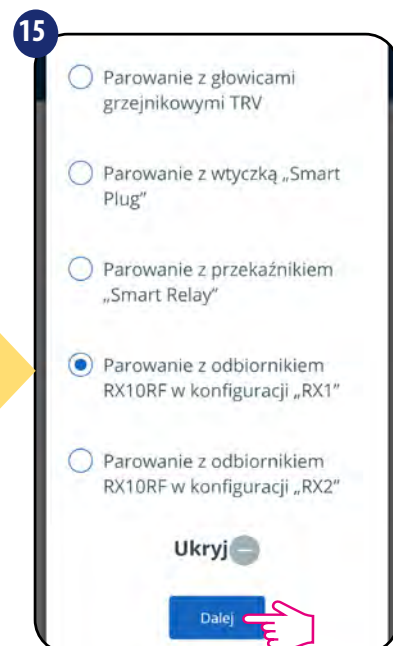 15
Parowanie z głowicami
grzejnikowymi TRV
Parowanie z wtyczką „Smart
Plug”
Parowanie z przekaźnikiem
„Smart Relay”
Parowanie z odbiornikiem
RX10RF w konfiguracji „RX1”
Parowanie z odbiornikiem
RX10RF w konfiguracji „RX2”
Ukryj
Dalej